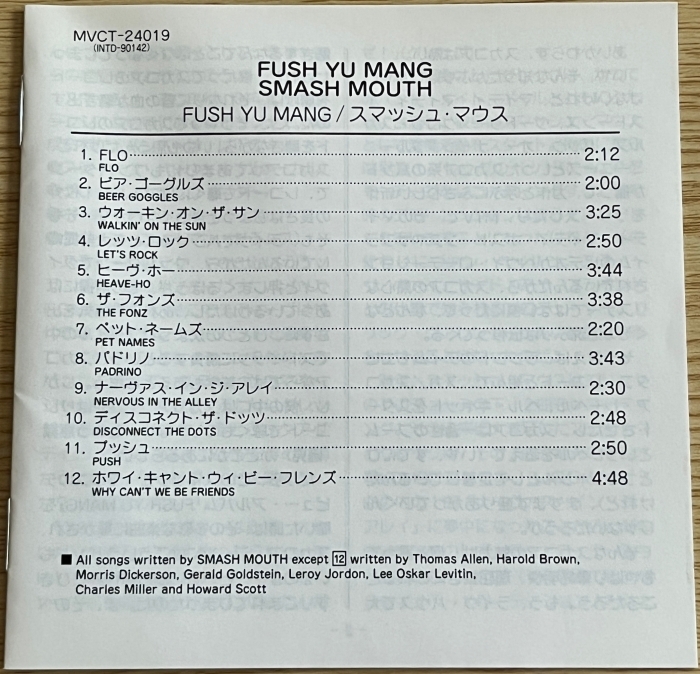 MVCT-24019
(INTD-90142)
FUSH YU MANG
SMASH MOUTH
FUSH YU MANG / スマッシュ・マウス
1. FLO 2:12
FLO
2. ビア・ゴーグルズ 2:00
BEER GOGGLES
3. ウォーキン・オン・ザ・サン 3:25
WALKIN' ON THE SUN
4. レッツ・ロック 2:50
LET'S ROCK
5. ヒーヴ・ホー 3:44
HEAVE-HO
6. ザ・フォンズ 3:38
THE FONZ
7. ペット・ネームズ 2:20
PET NAMES
8. パドリノ 3:43
PADRINO
9. ナーヴァス・イン・ジ・アレイ 2:30
NERVOUS IN THE ALLEY
10. ディスコネクト・ザ・ドッツ 2:48
DISCONNECT THE DOTS
11. プッシュ 2:50
PUSH
12. ホワイ・キャント・ウィ・ビー・フレンズ 4:48
WHY CAN'T WE BE FRIENDS
■ All songs written by SMASH MOUTH except 12 written by Thomas Allen, Harold Brown,
Morris Dickerson, Gerald Goldstein, Leroy Jordon, Lee Oskar Levitin,
Charles Miller and Howard Scott